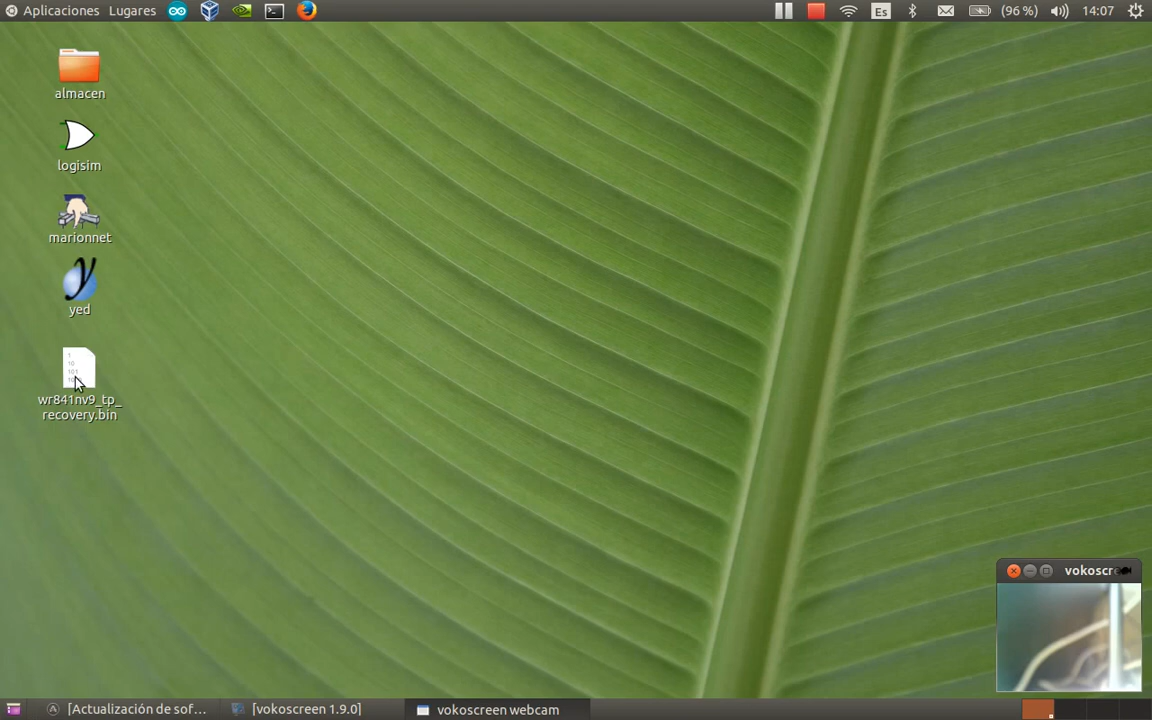 Aplicaciones Lugares Es (96 %) 14:07
almacen
logisim
marionnet
yed
wr841nv9_tp_
recovery.bin
vokoscre
[Actualización de sof... [vokoscreen 1.9.0] vokoscreen webcam